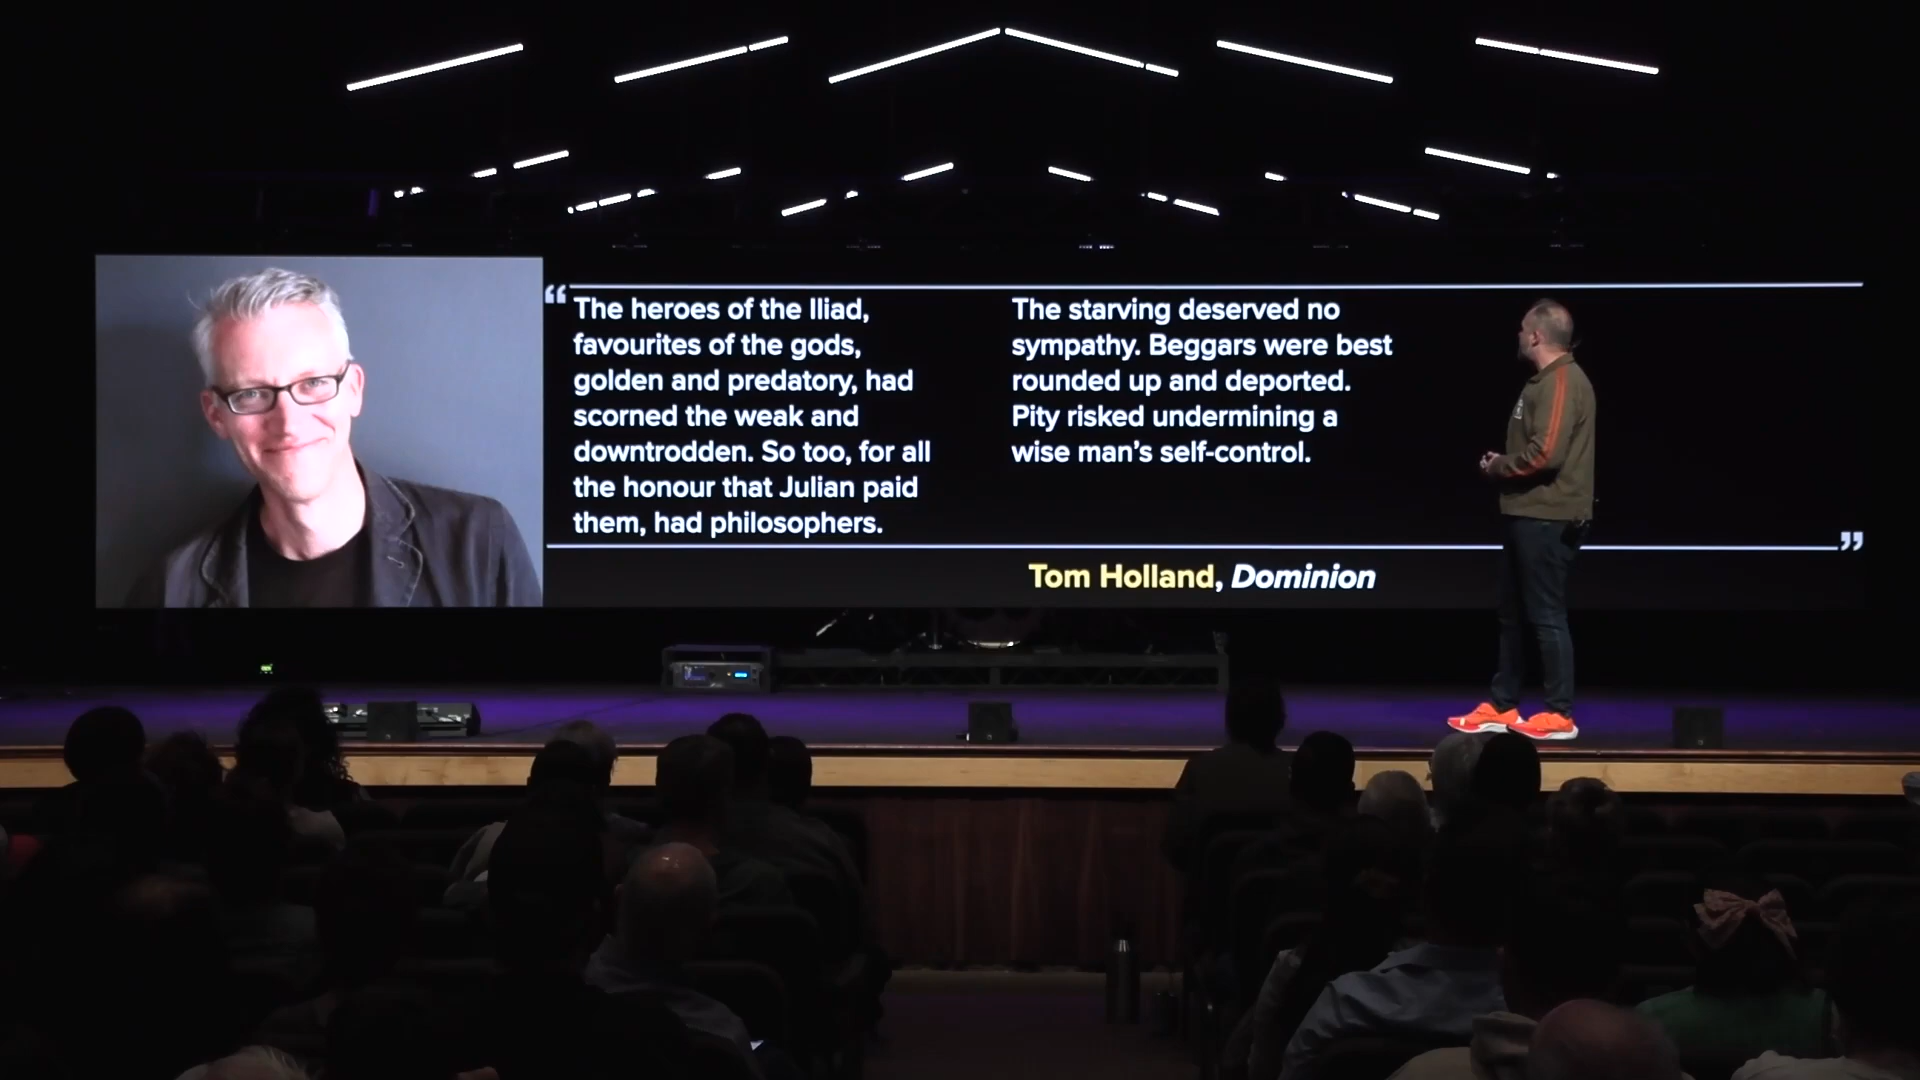 “The heroes of the Iliad,
favourites of the gods,
golden and predatory, had
scorned the weak and
downtrodden. So too, for all
the honour that Julian paid
them, had philosophers.
The starving deserved no
sympathy. Beggars were best
rounded up and deported.
Pity risked undermining a
wise man’s self-control.
”
Tom Holland, Dominion